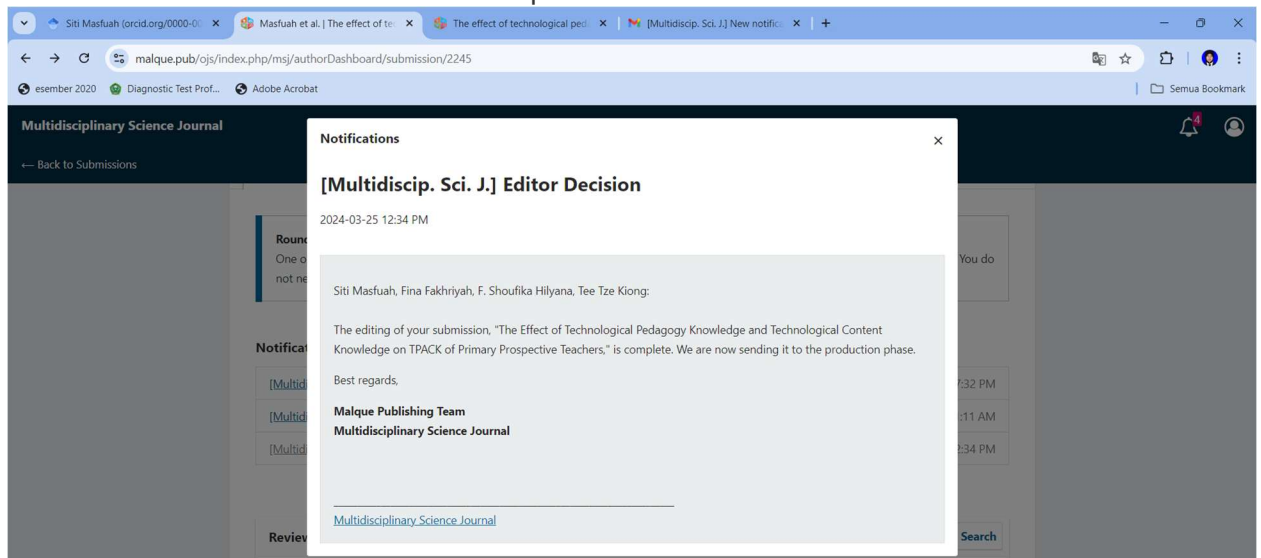 Siti Masfuah (orcid.org/0000-00
Masfuah et al. | The effect of tec
The effect of technological peda
[Multidiscip. Sci. J.] New notific
malque.pub/ojs/index.php/msj/authorDashboard/submission/2245
esember 2020
Diagnostic Test Prof...
Adobe Acrobat
Semua Bookmark
Multidisciplinary Science Journal
4
← Back to Submissions
Notifications
[Multidiscip. Sci. J.] Editor Decision
2024-03-25 12:34 PM
Round
One o
You do
not ne
Siti Masfuah, Fina Fakhriyah, F. Shoufika Hilyana, Tee Tze Kiong:
The editing of your submission, "The Effect of Technological Pedagogy Knowledge and Technological Content
Knowledge on TPACK of Primary Prospective Teachers," is complete. We are now sending it to the production phase.
Notificat
Best regards,
[Multid
7:32 PM
Malque Publishing Team
[Multid
:11 AM
Multidisciplinary Science Journal
[Multid
2:34 PM
Multidisciplinary Science Journal
Review
Search